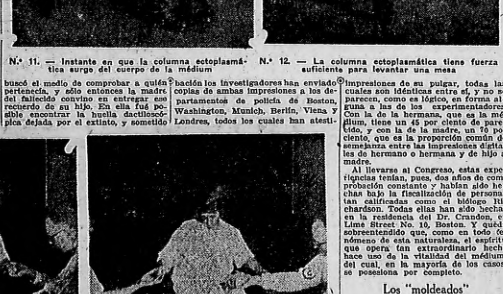 N.º 11. — Instante en que la columna ectoplasmá-
tica surge del cuerpo de la médium
N.º 12. — La columna ectoplasmática tiene fuerza
suficiente para levantar una mesa
buscó el medio de comprobar a quién
pertenecía, y sólo entonces la madre
del fallecido convino en entregar ese
recuerdo de su hijo. En ella fué po-
sible encontrar la huella dactiloscó-
pica dejada por el extinto, y sometido
bación los investigadores han enviado
copias de ambas impresiones a los de-
partamentos de policía de Boston,
Washington, Munich, Berlín, Viena y
Londres, todos los cuales han atesti-
impresiones de su pulgar, todas las
cuales son idénticas entre sí, y no se
parecen, como es lógico, en forma al-
guna a las de los experimentadores
Con la de la hermana, que es la mé
dium, tiene un 45 por ciento de pare
tido, y con la de la madre, un 70 po
ciento, que es la proporción común de
semejanza entre las impresiones digita
les de hermano o hermana y de hijo
madre.
Al llevarse al Congreso, estas expe
riencias tenían, pues, dos años de com
probación constante y habían sido he
chas bajo la fiscalización de persona
tan calificadas como el biólogo Ri
chardson. Todas ellas han sido hecha
en la residencia del Dr. Crandon, e
Lime Street No. 10, Boston. Y quéd
sobreentendido que, como en todo fe
nómeno de esta naturaleza, el espírit
que opera tan extraordinario hech
hace uso de la vitalidad del médium
del cual, en la mayoría de los casos
se posesiona por completo.
Los "moldeados"